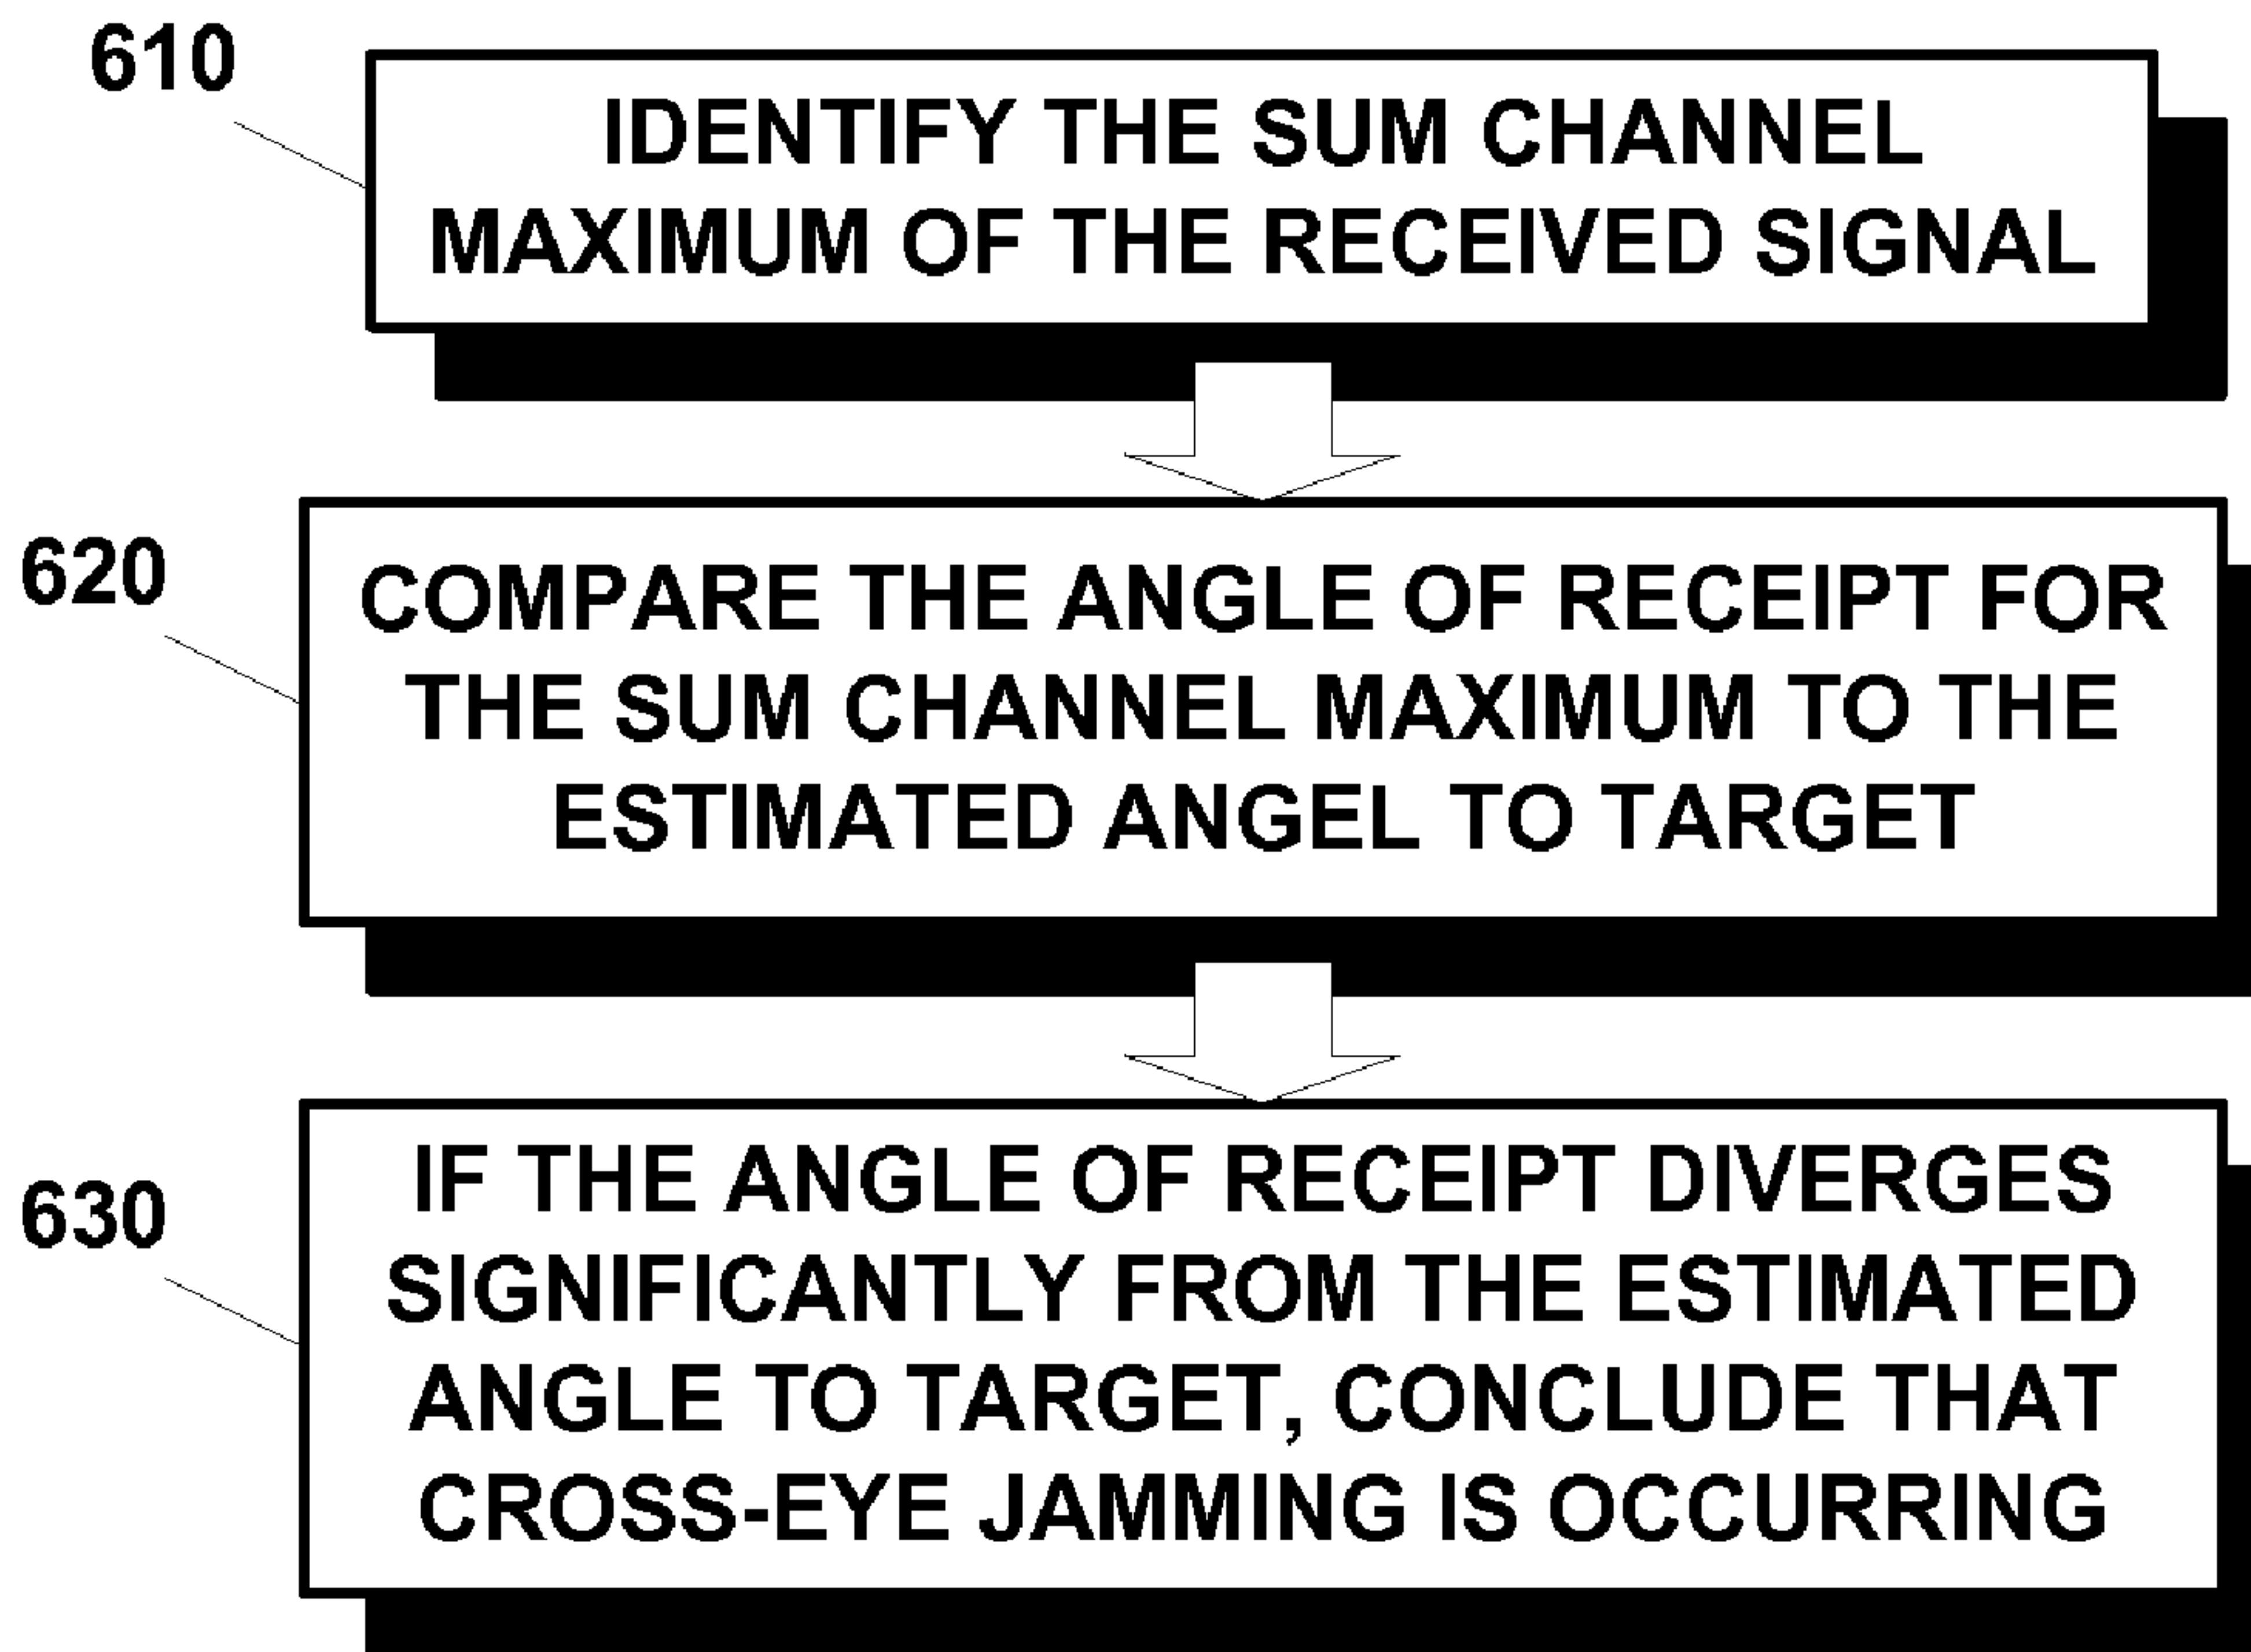 610
IDENTIFY THE SUM CHANNEL
MAXIMUM OF THE RECEIVED SIGNAL
620
COMPARE THE ANGLE OF RECEIPT FOR
THE SUM CHANNEL MAXIMUM TO THE
ESTIMATED ANGEL TO TARGET
630
IF THE ANGLE OF RECEIPT DIVERGES
SIGNIFICANTLY FROM THE ESTIMATED
ANGLE TO TARGET, CONCLUDE THAT
CROSS-EYE JAMMING IS OCCURRING